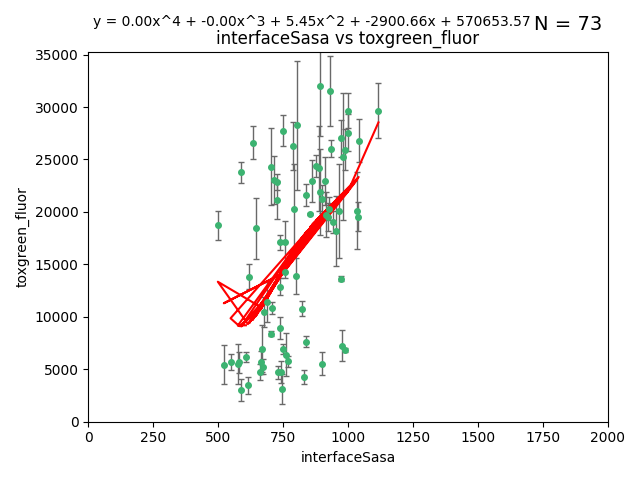 y = 0.00x^4 + -0.00x^3 + 5.45x^2 + -2900.66x + 570653.57 N = 73
interfaceSasa vs toxgreen_fluor
35000
30000
25000
20000
15000
10000
5000
0
toxgreen_fluor
0 250 500 750 1000 1250 1500 1750 2000
interfaceSasa